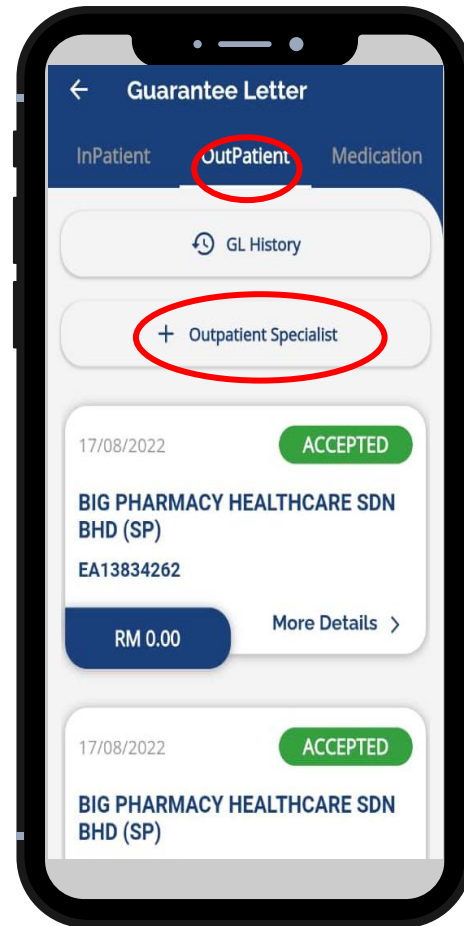 Guarantee Letter
InPatient OutPatient Medication
GL History
+ Outpatient Specialist
17/08/2022 ACCEPTED
BIG PHARMACY HEALTHCARE SDN
BHD (SP)
EA13834262
RM 0.00 More Details >
17/08/2022 ACCEPTED
BIG PHARMACY HEALTHCARE SDN
BHD (SP)